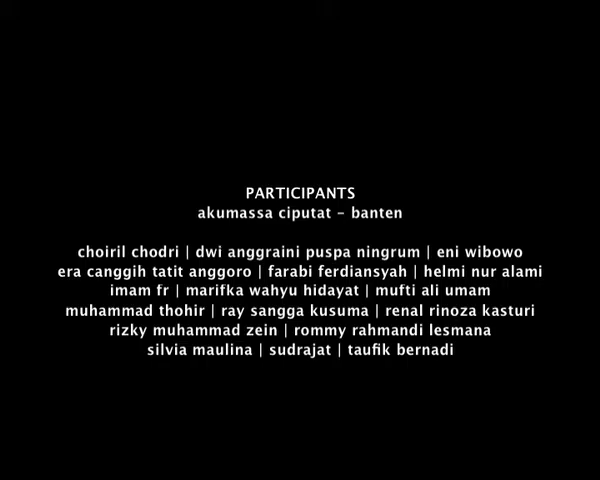 PARTICIPANTS
akumassa ciputat - banten
choiril chodri | dwi anggraini puspa ningrum | eni wibowo
era canggih tatit anggoro | farabi ferdiansyah | helmi nur alami
imam fr | marifka wahyu hidayat | mufti ali umam
muhammad thohir | ray sangga kusuma | renal rinoza kasturi
rizky muhammad zein | rommy rahmandi lesmana
silvia maulina | sudrajat | taufik bernadi